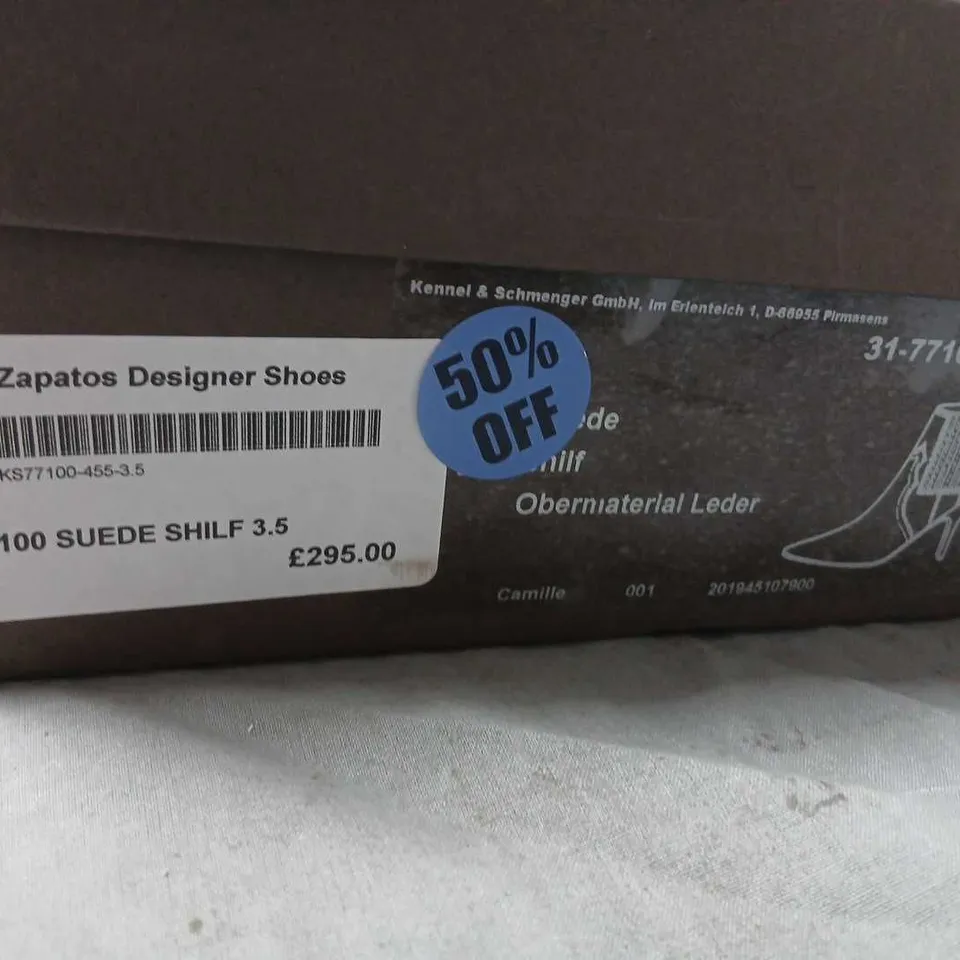 Kennel & Schmenger GmbH, Im Erlenteich 1, D-66955 Pirmasens
31-7710
Zapatos Designer Shoes
KS77100-455-3.5
100 SUEDE SHILF 3.5
£295.00
50%
OFF
ede
hilf
Obermaterial Leder
Camille 001 201945107900